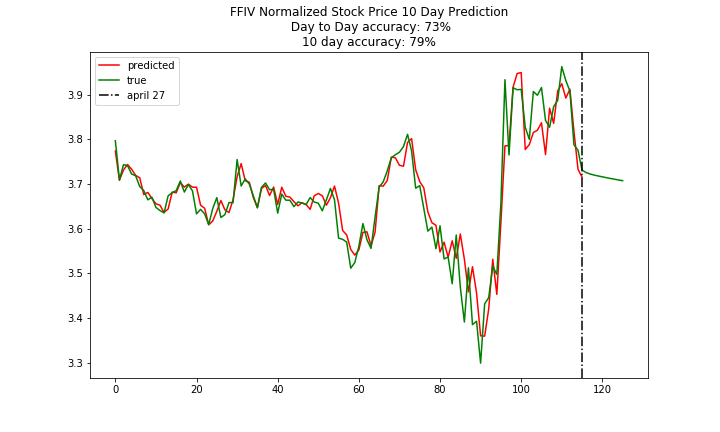 FFIV Normalized Stock Price 10 Day Prediction
Day to Day accuracy: 73%
10 day accuracy: 79%
predicted
true
april 27
3.9
3.8
3.7
3.6
3.5
3.4
3.3
0 20 40 60 80 100 120